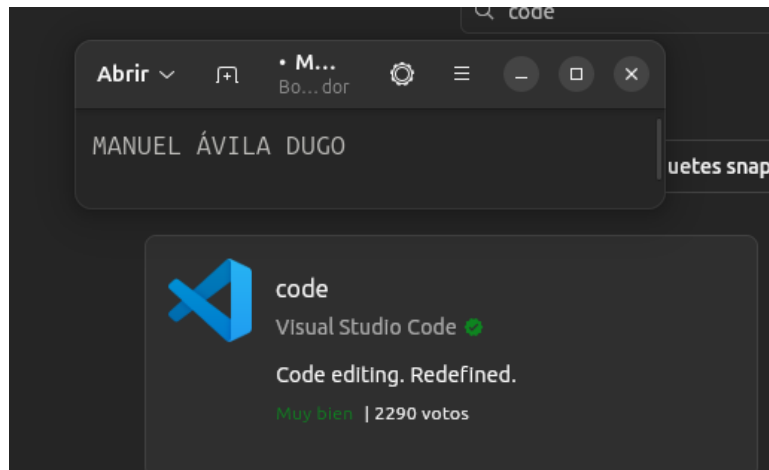 code
Abrir
• M...
Bo...dor
MANUEL ÁVILA DUGO
uetes snap
code
Visual Studio Code
Code editing. Redefined.
Muy bien | 2290 votos